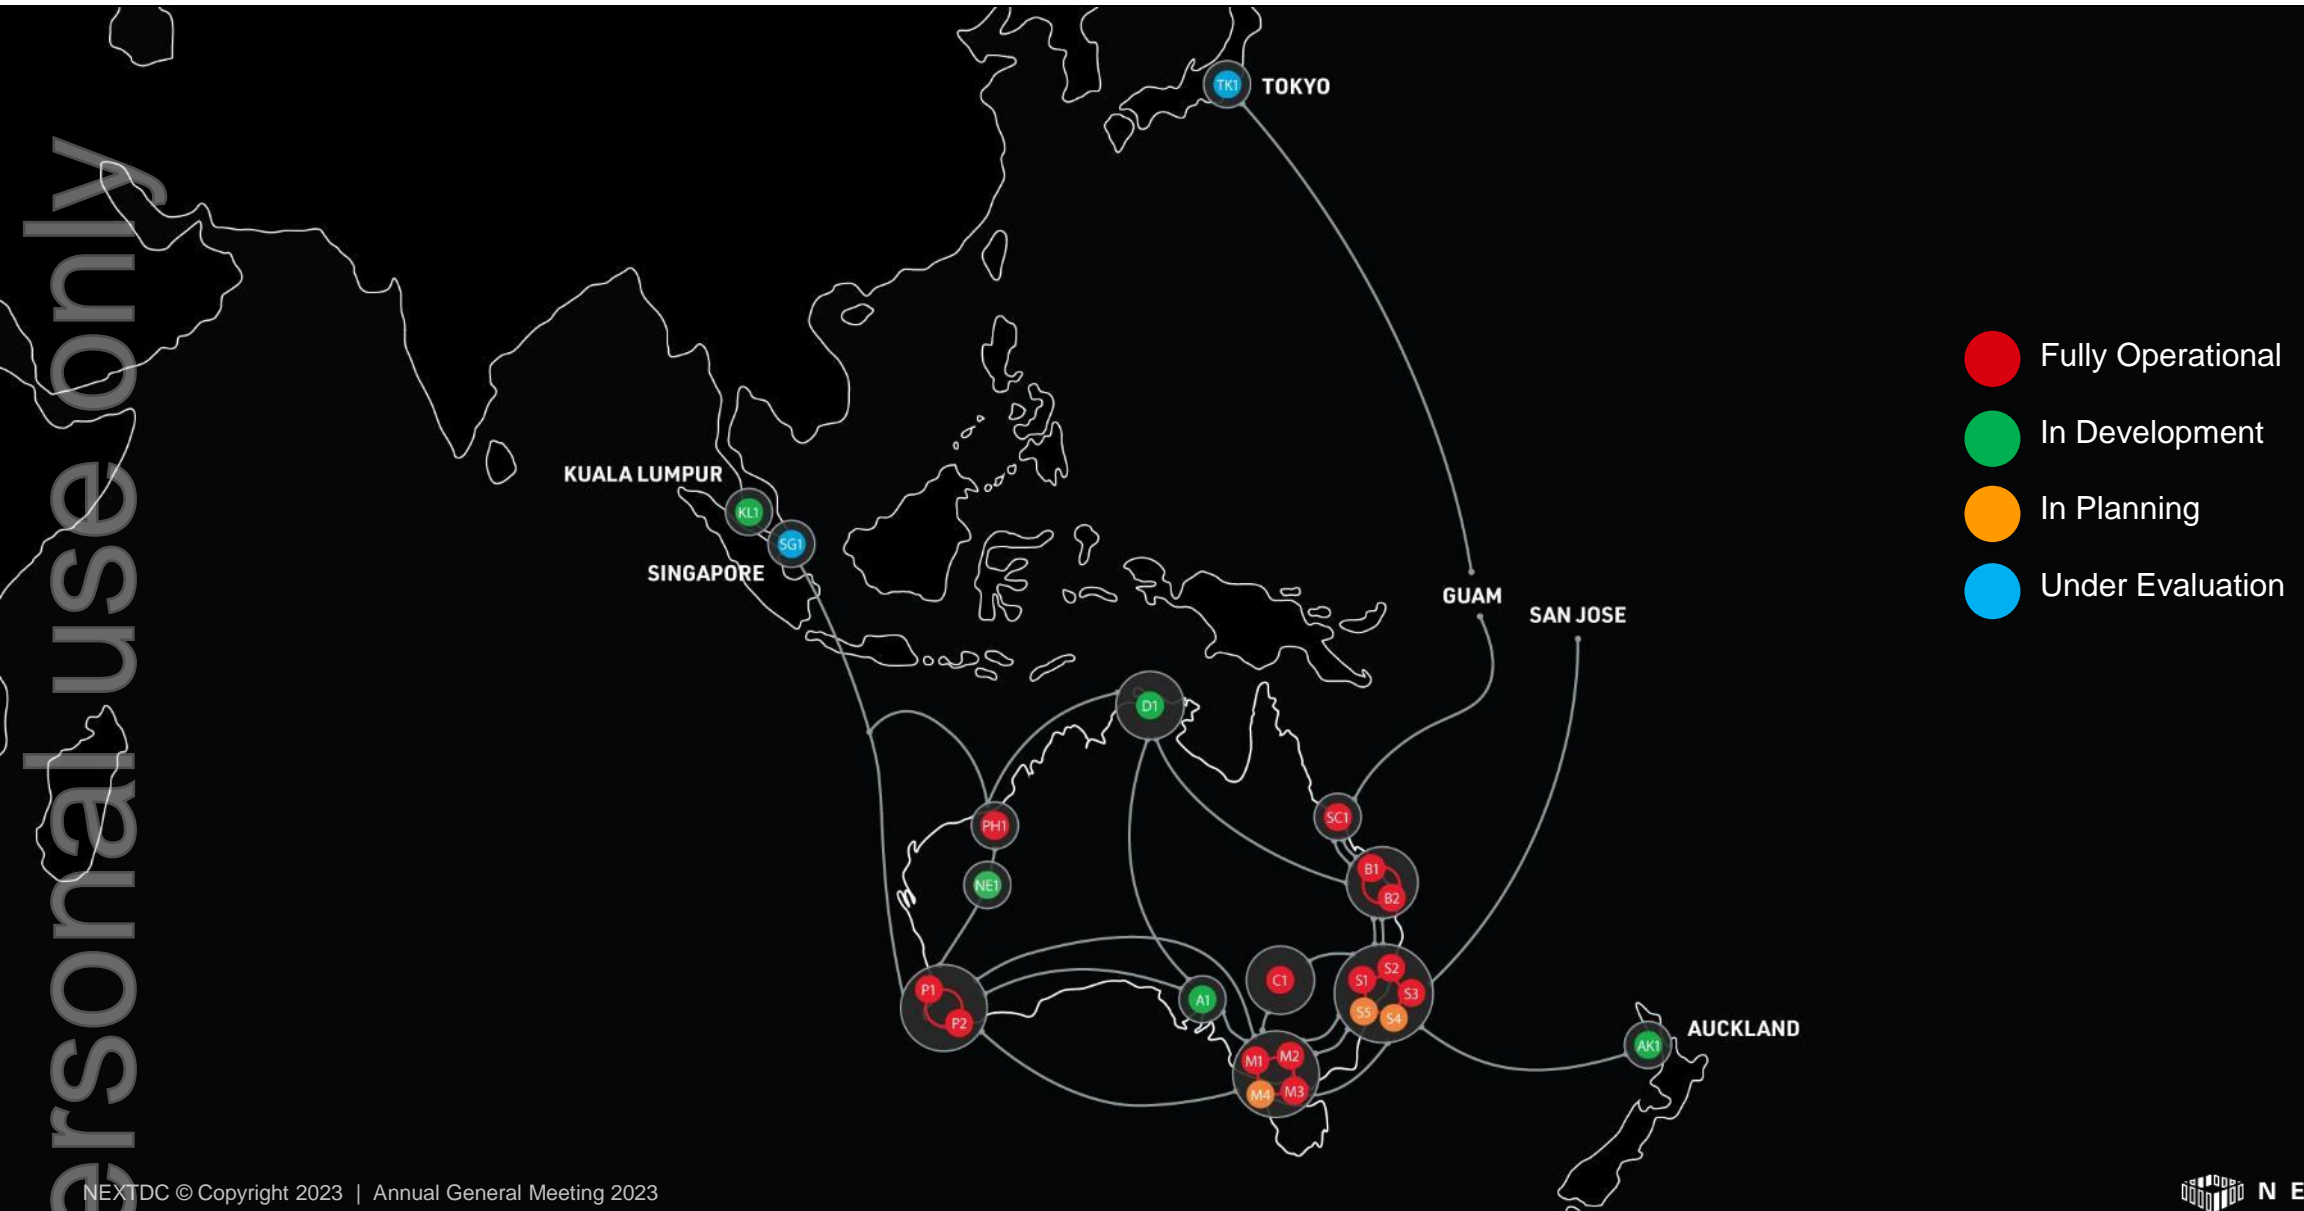 TK1 TOKYO
Fully Operational
In Development
In Planning
Under Evaluation
KUALA LUMPUR
KL1
SG1
SINGAPORE
GUAM
SAN JOSE
D1
PH1
SC1
NE1
B1
B2
P1
P2
A1
C1
S1
S2
S3
S5
S4
M1
M2
M4
M3
AK1
AUCKLAND
ersonal use only
NEXTDC © Copyright 2023 | Annual General Meeting 2023
N E